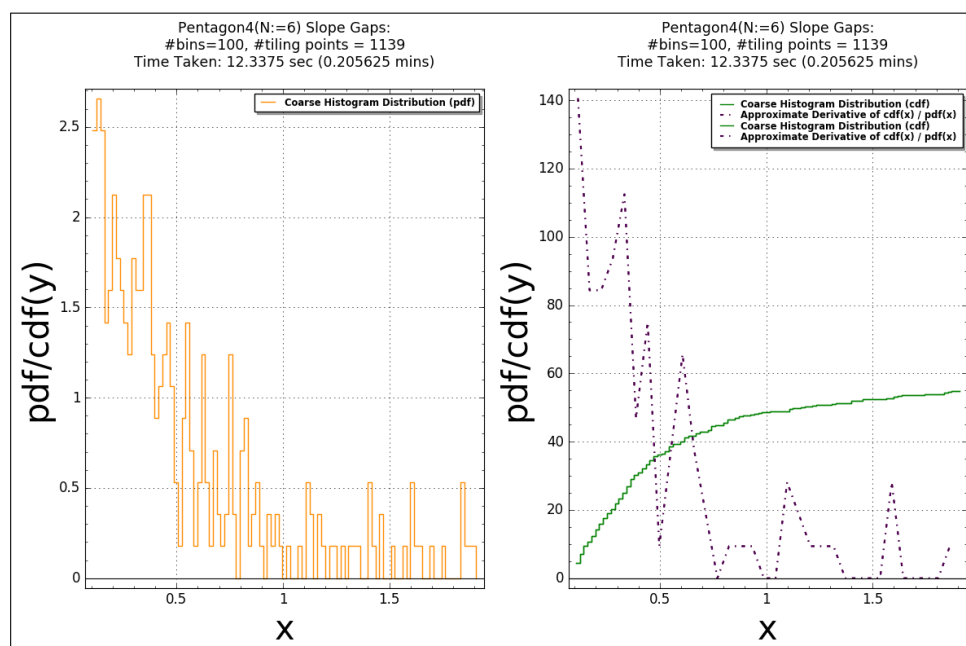 Pentagon4(N:=6) Slope Gaps:
#bins=100, #tiling points = 1139
Time Taken: 12.3375 sec (0.205625 mins)
Coarse Histogram Distribution (pdf)
pdf/cdf(y)
2.5
2
1.5
1
0.5
0
0.5
1
1.5
x
Pentagon4(N:=6) Slope Gaps:
#bins=100, #tiling points = 1139
Time Taken: 12.3375 sec (0.205625 mins)
Coarse Histogram Distribution (cdf)
Approximate Derivative of cdf(x) / pdf(x)
Coarse Histogram Distribution (cdf)
Approximate Derivative of cdf(x) / pdf(x)
pdf/cdf(y)
140
120
100
80
60
40
20
0
0.5
1
1.5
x